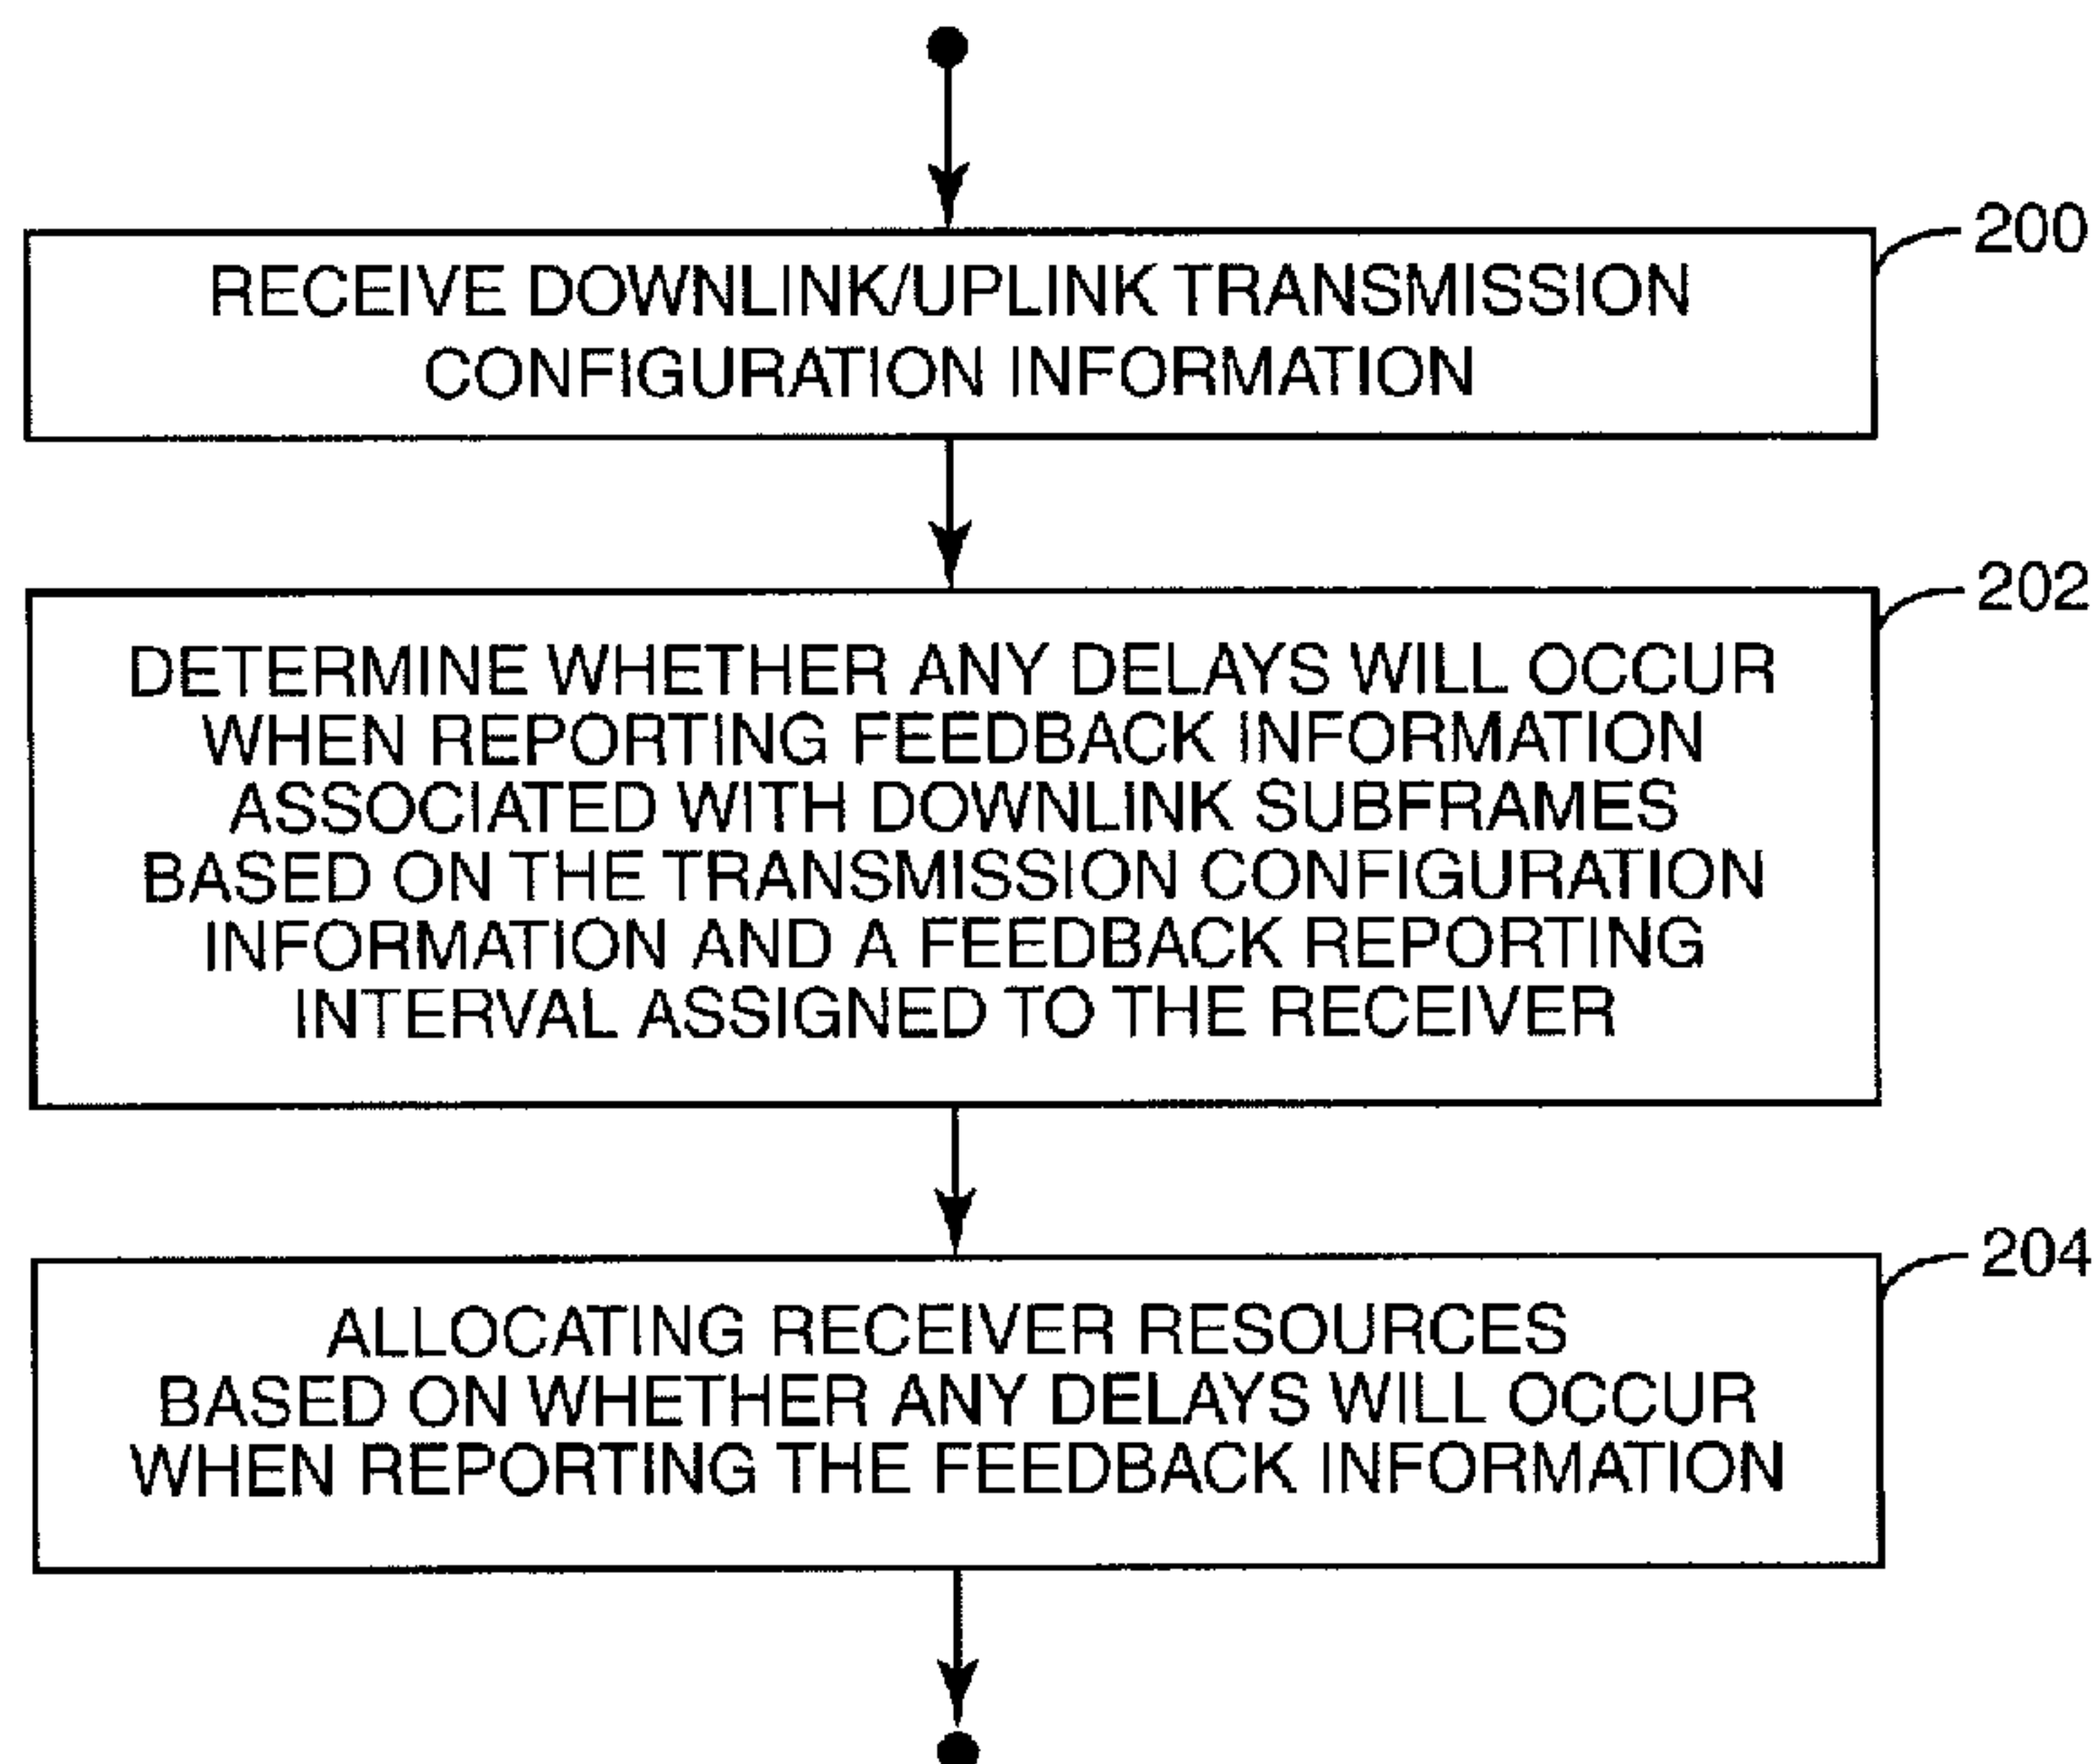 200
RECEIVE DOWNLINK/UPLINK TRANSMISSION
CONFIGURATION INFORMATION
202
DETERMINE WHETHER ANY DELAYS WILL OCCUR
WHEN REPORTING FEEDBACK INFORMATION
ASSOCIATED WITH DOWNLINK SUBFRAMES
BASED ON THE TRANSMISSION CONFIGURATION
INFORMATION AND A FEEDBACK REPORTING
INTERVAL ASSIGNED TO THE RECEIVER
204
ALLOCATING RECEIVER RESOURCES
BASED ON WHETHER ANY DELAYS WILL OCCUR
WHEN REPORTING THE FEEDBACK INFORMATION